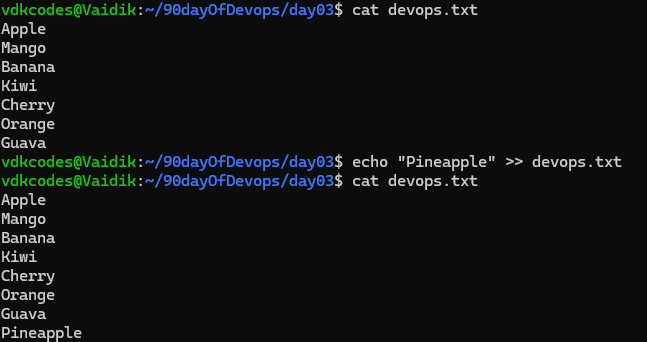 vdkcodes@Vaidik:~/90dayOfDevops/day03$ cat devops.txt
Apple
Mango
Banana
Kiwi
Cherry
Orange
Guava
vdkcodes@Vaidik:~/90dayOfDevops/day03$ echo "Pineapple" >> devops.txt
vdkcodes@Vaidik:~/90dayOfDevops/day03$ cat devops.txt
Apple
Mango
Banana
Kiwi
Cherry
Orange
Guava
Pineapple